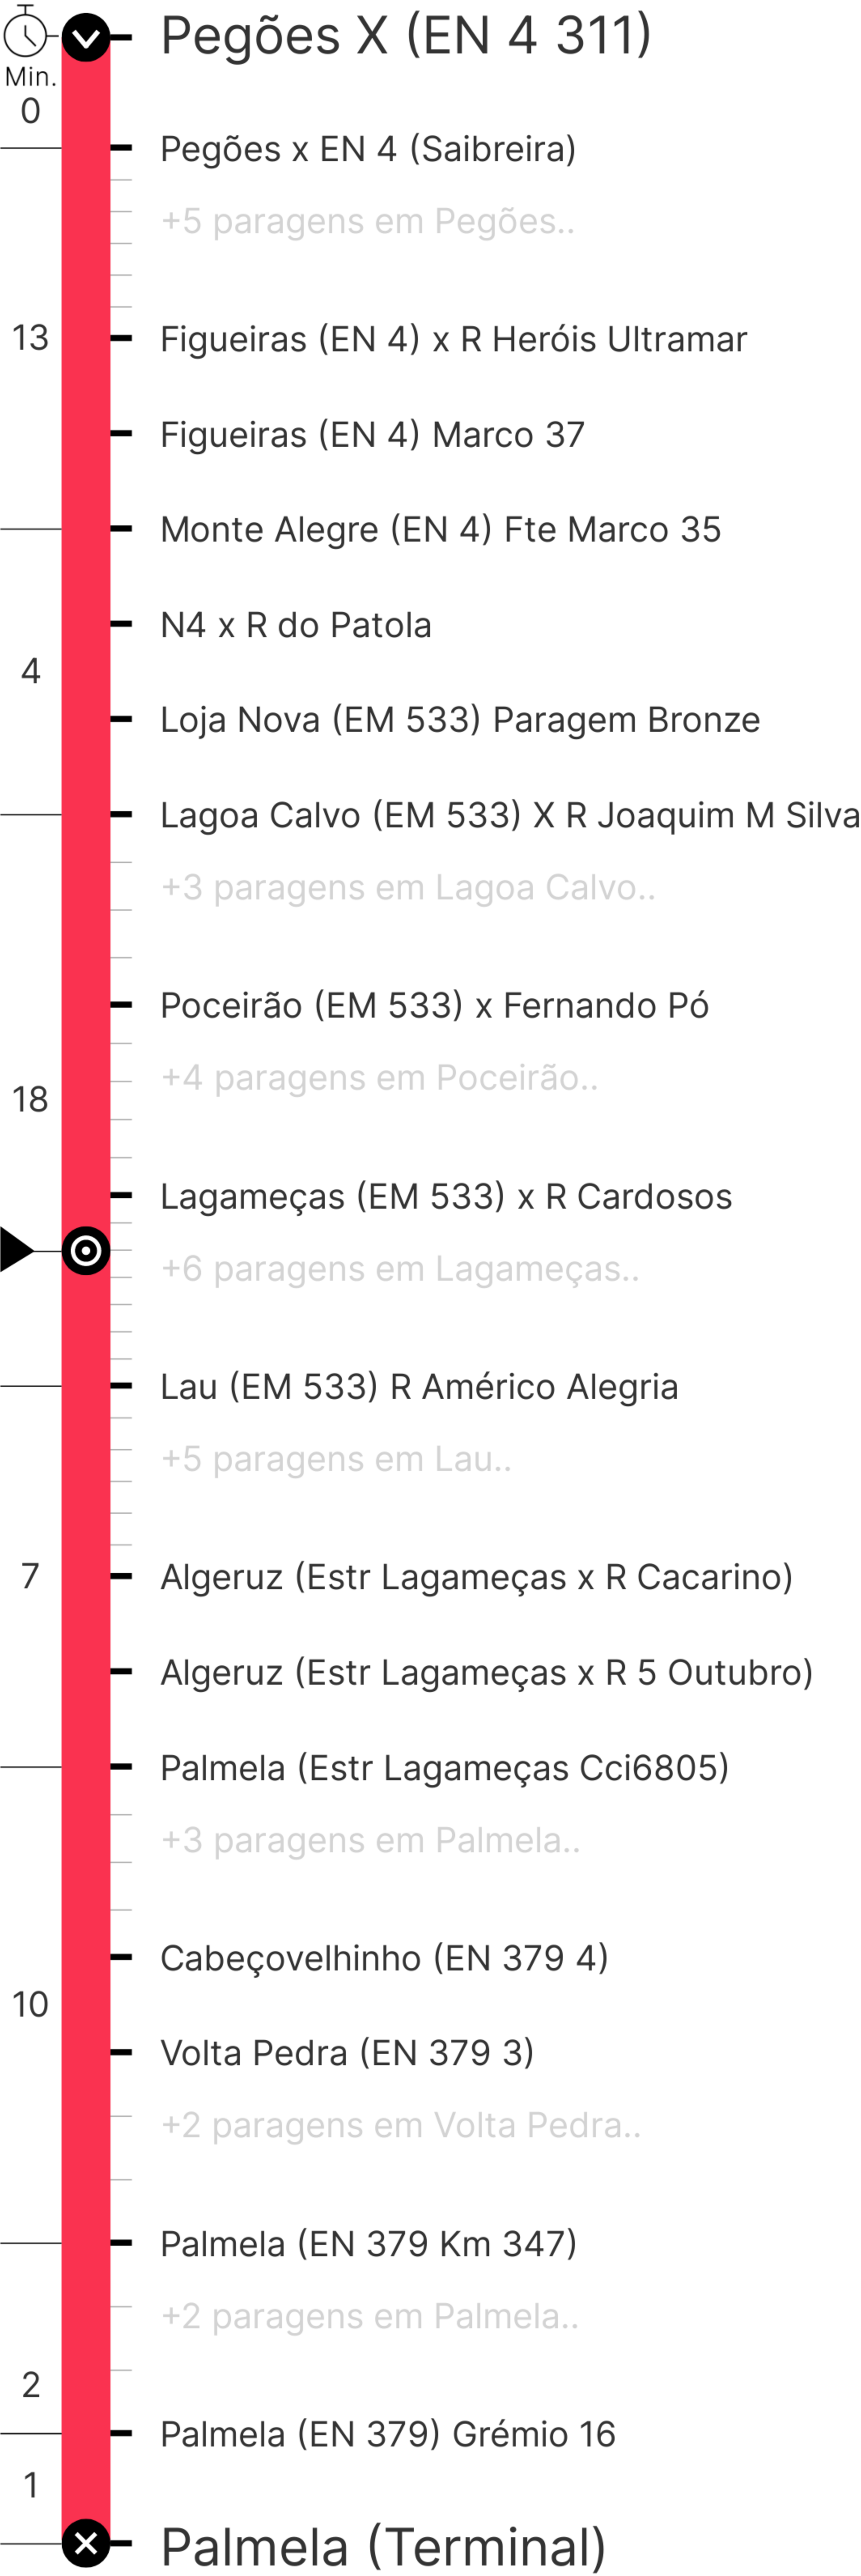 Pegões X (EN 4 311)
Min.
0
Pegões x EN 4 (Saibreira)
+5 paragens em Pegões..
13
Figueiras (EN 4) x R Heróis Ultramar
Figueiras (EN 4) Marco 37
Monte Alegre (EN 4) Fte Marco 35
N4 x R do Patola
4
Loja Nova (EM 533) Paragem Bronze
Lagoa Calvo (EM 533) X R Joaquim M Silva
+3 paragens em Lagoa Calvo..
Poceirão (EM 533) x Fernando Pó
+4 paragens em Poceirão..
18
Lagameças (EM 533) x R Cardosos
+6 paragens em Lagameças..
Lau (EM 533) R Américo Alegria
+5 paragens em Lau..
7
Algeruz (Estr Lagameças x R Cacarino)
Algeruz (Estr Lagameças x R 5 Outubro)
Palmela (Estr Lagameças Cci6805)
+3 paragens em Palmela..
Cabeçovelhinho (EN 379 4)
10
Volta Pedra (EN 379 3)
+2 paragens em Volta Pedra..
Palmela (EN 379 Km 347)
+2 paragens em Palmela..
2
Palmela (EN 379) Grémio 16
1
Palmela (Terminal)